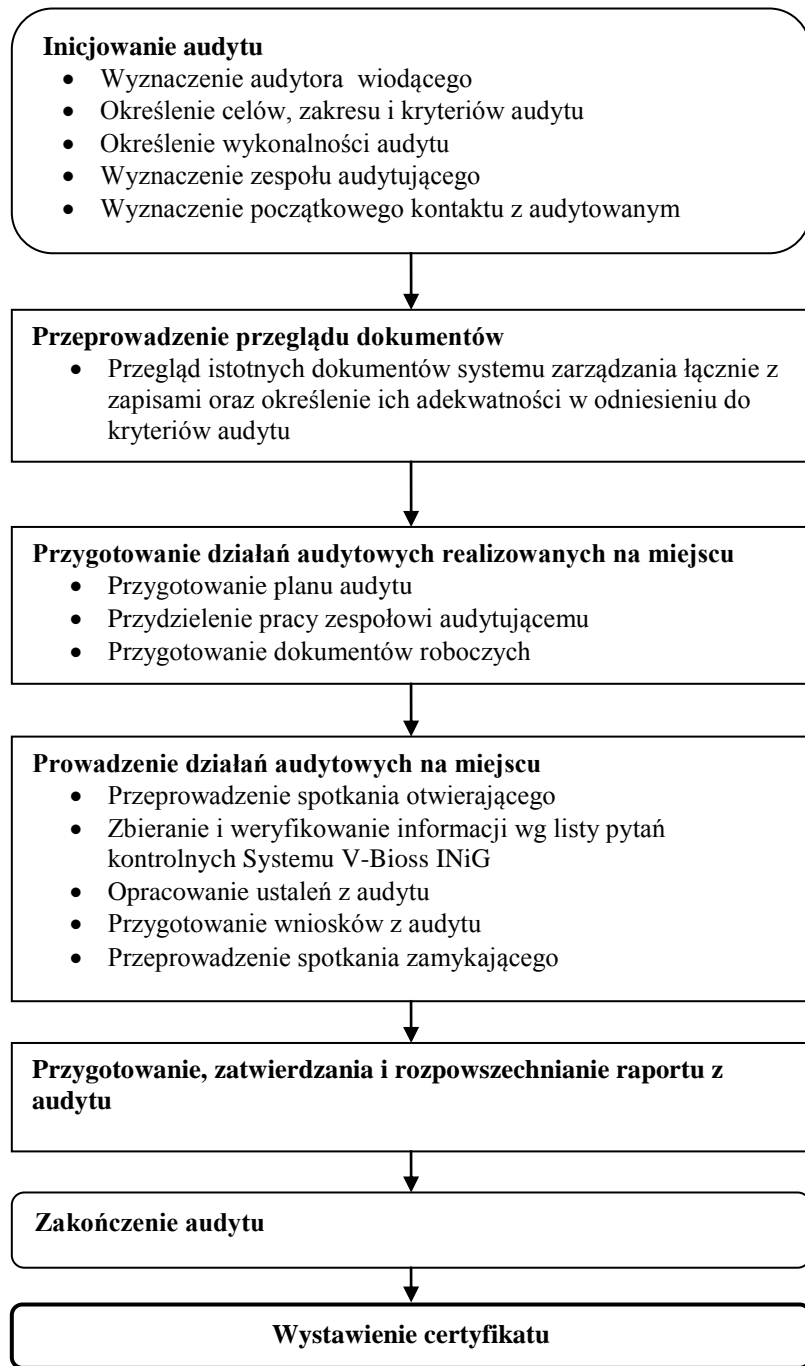 Inicjowanie audytu
• Wyznaczenie audytora wiodącego
• Określenie celów, zakresu i kryteriów audytu
• Określenie wykonalności audytu
• Wyznaczenie zespołu audytującego
• Wyznaczenie początkowego kontaktu z audytowanym
Przeprowadzenie przeglądu dokumentów
• Przegląd istotnych dokumentów systemu zarządzania łącznie z
zapisami oraz określenie ich adekwatności w odniesieniu do
kryteriów audytu
Przygotowanie działań audytowych realizowanych na miejscu
• Przygotowanie planu audytu
• Przydzielenie pracy zespołowi audytującemu
• Przygotowanie dokumentów roboczych
Prowadzenie działań audytowych na miejscu
• Przeprowadzenie spotkania otwierającego
• Zbieranie i weryfikowanie informacji wg listy pytań
kontrolnych Systemu V-Bioss INiG
• Opracowanie ustaleń z audytu
• Przygotowanie wniosków z audytu
• Przeprowadzenie spotkania zamykającego
Przygotowanie, zatwierdzania i rozpowszechnianie raportu z
audytu
Zakończenie audytu
Wystawienie certyfikatu